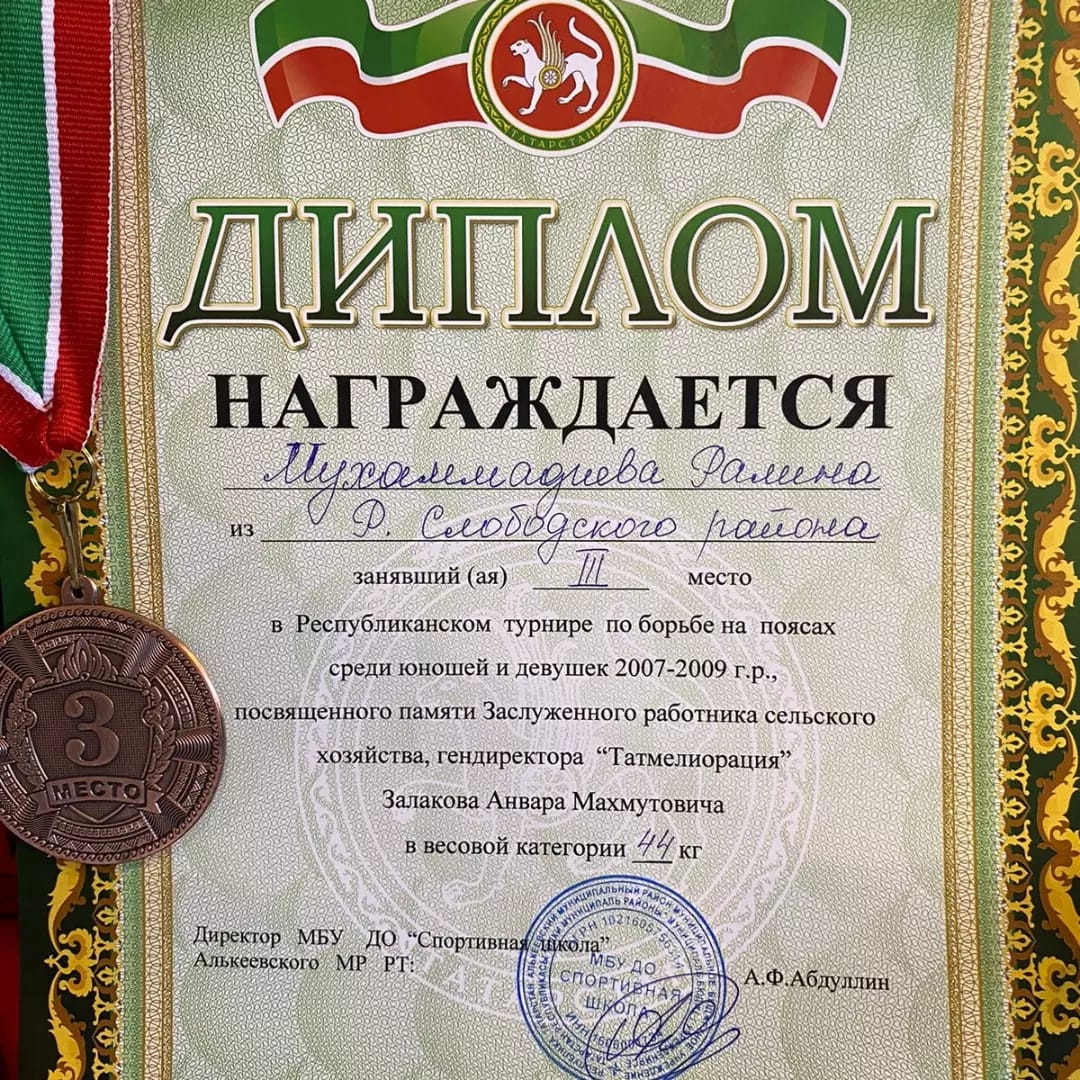 ТАТАРСТАН
ДИПЛОМ
НАГРАЖДАЕТСЯ
Мухаммадиева Рамина
из Р. Слободского района
занявший (ая) III место
в Республиканском турнире по борьбе на поясах
среди юношей и девушек 2007-2009 г.р.,
посвященного памяти Заслуженного работника сельского
хозяйства, гендиректора “Татмелиорация”
Залакова Анвара Махмутовича
в весовой категории 44 кг
3
МЕСТО
Директор МБУ ДО “Спортивная школа”
Алькеевского МР РТ:
А.Ф.Абдуллин
МБУ ДО
СПОРТИВНАЯ
ШКОЛА